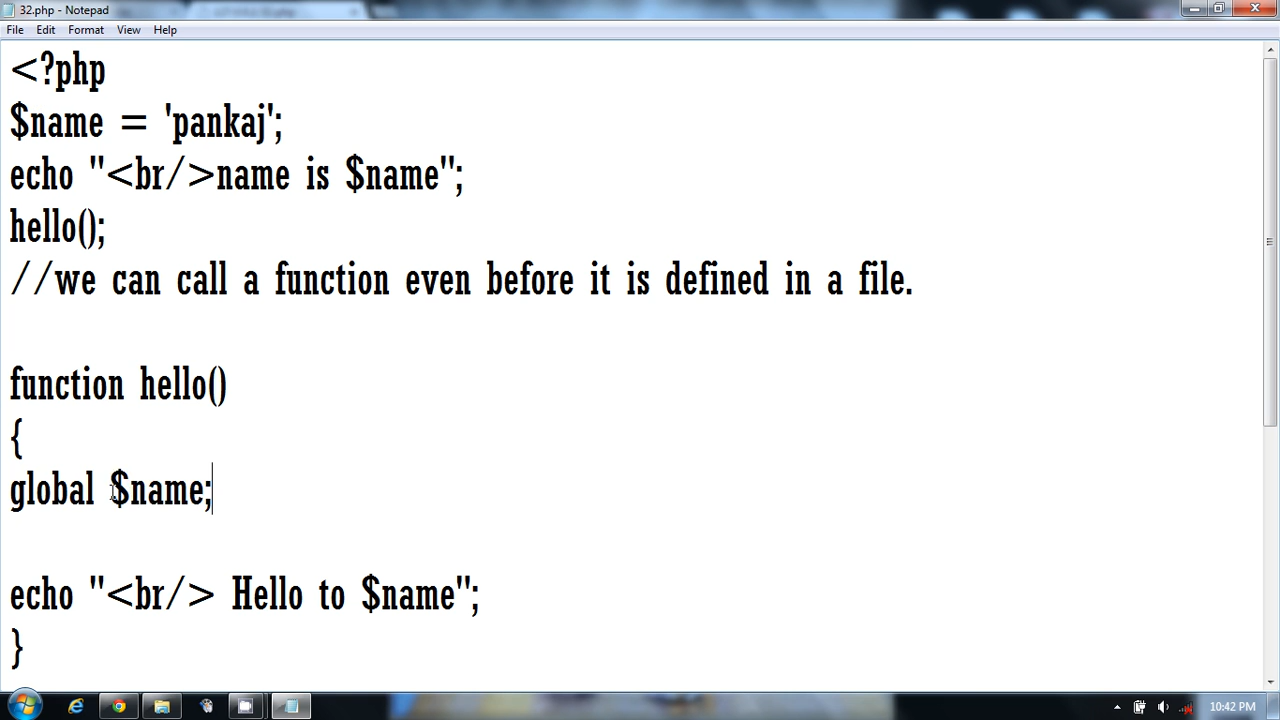 32.php - Notepad
File Edit Format View Help
<?php
$name = 'pankaj';
echo "<br/>name is $name";
hello();
//we can call a function even before it is defined in a file.
function hello()
{
global $name;
echo "<br/> Hello to $name";
}
10:42 PM